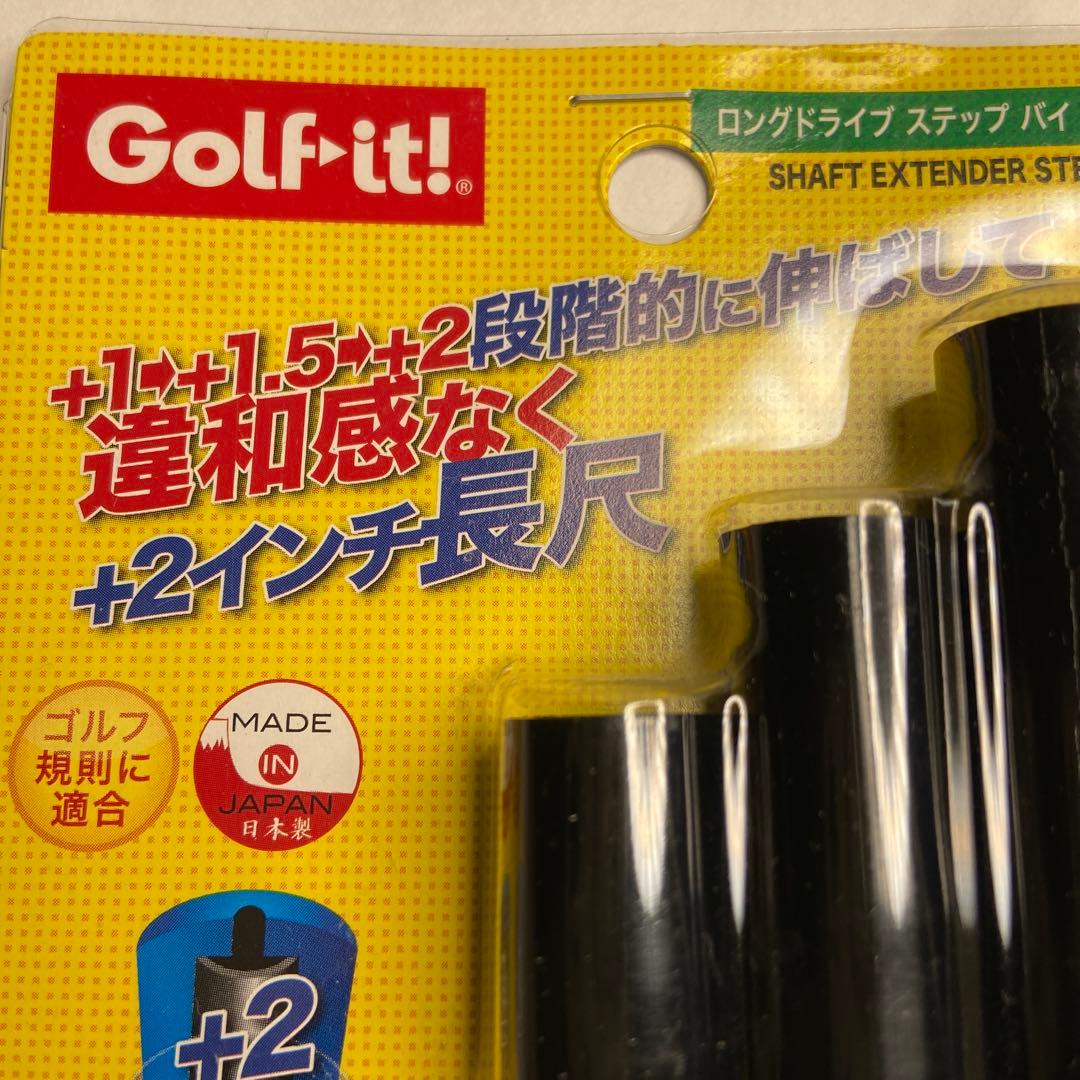 Golf▸it!®
ロングドライブ ステップ バイ
SHAFT EXTENDER STE
+1➡+1.5➡+2段階的に伸ばして
違和感なく
+2インチ長尺
ゴルフ
規則に
適合
MADE
IN
JAPAN
日本製
+2